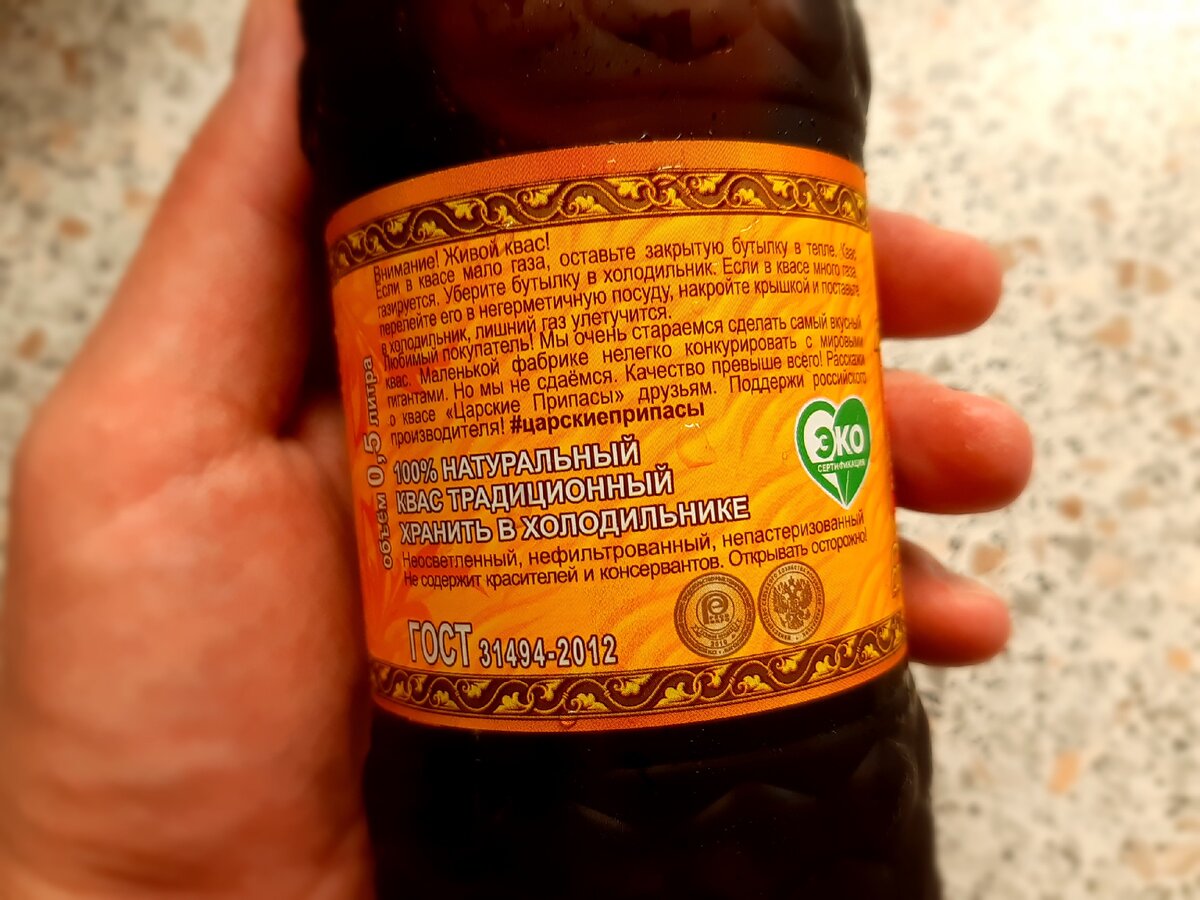 Внимание! Живой квас!
Если в квасе мало газа, оставьте закрытую бутылку в тепле. Квас
газируется. Уберите бутылку в холодильник. Если в квасе много газа,
перелейте его в негерметичную посуду, накройте крышкой и поставьте
в холодильник, лишний газ улетучится.
Любимый покупатель! Мы очень стараемся сделать самый вкусный
квас. Маленькой фабрике нелегко конкурировать с мировыми
гигантами. Но мы не сдаёмся. Качество превыше всего! Расскажи
о квасе «Царские Припасы» друзьям. Поддержи российского
производителя! #царскиеприпасы
объём 0,5 литра
ЭКО
СЕРТИФИКАЦИЯ
100% НАТУРАЛЬНЫЙ
КВАС ТРАДИЦИОННЫЙ
ХРАНИТЬ В ХОЛОДИЛЬНИКЕ
Неосветленный, нефильтрованный, непастеризованный
Не содержит красителей и консервантов. Открывать осторожно!
ГОСТ 31494-2012